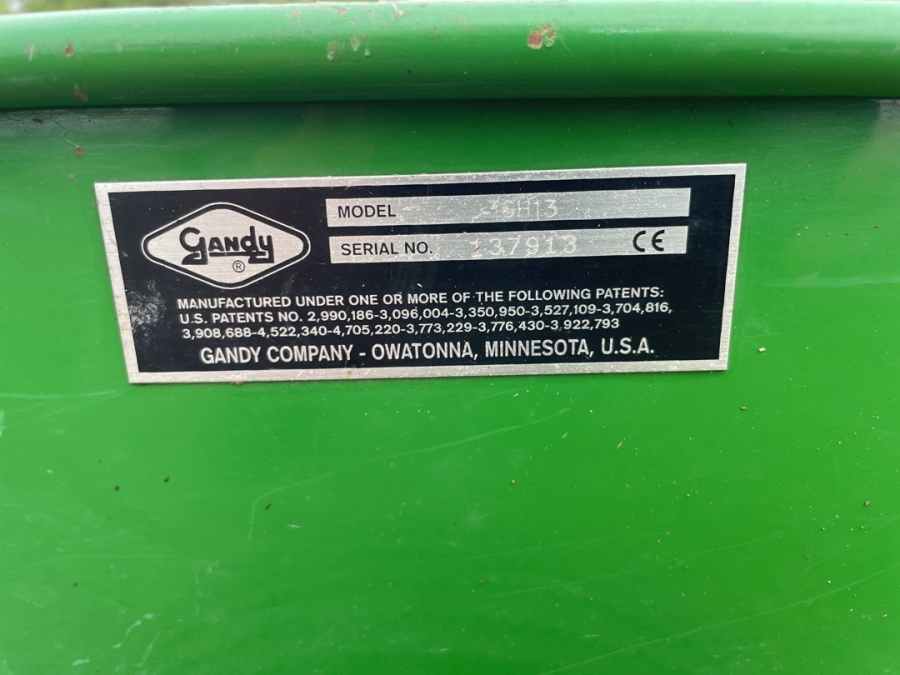 gandy
®
MODEL
SERIAL NO. 137913 CE
MANUFACTURED UNDER ONE OR MORE OF THE FOLLOWING PATENTS:
U.S. PATENTS NO. 2,990,186-3,096,004-3,350,950-3,527,109-3,704,816,
3,908,688-4,522,340-4,705,220-3,773,229-3,776,430-3,922,793
GANDY COMPANY - OWATONNA, MINNESOTA, U.S.A.